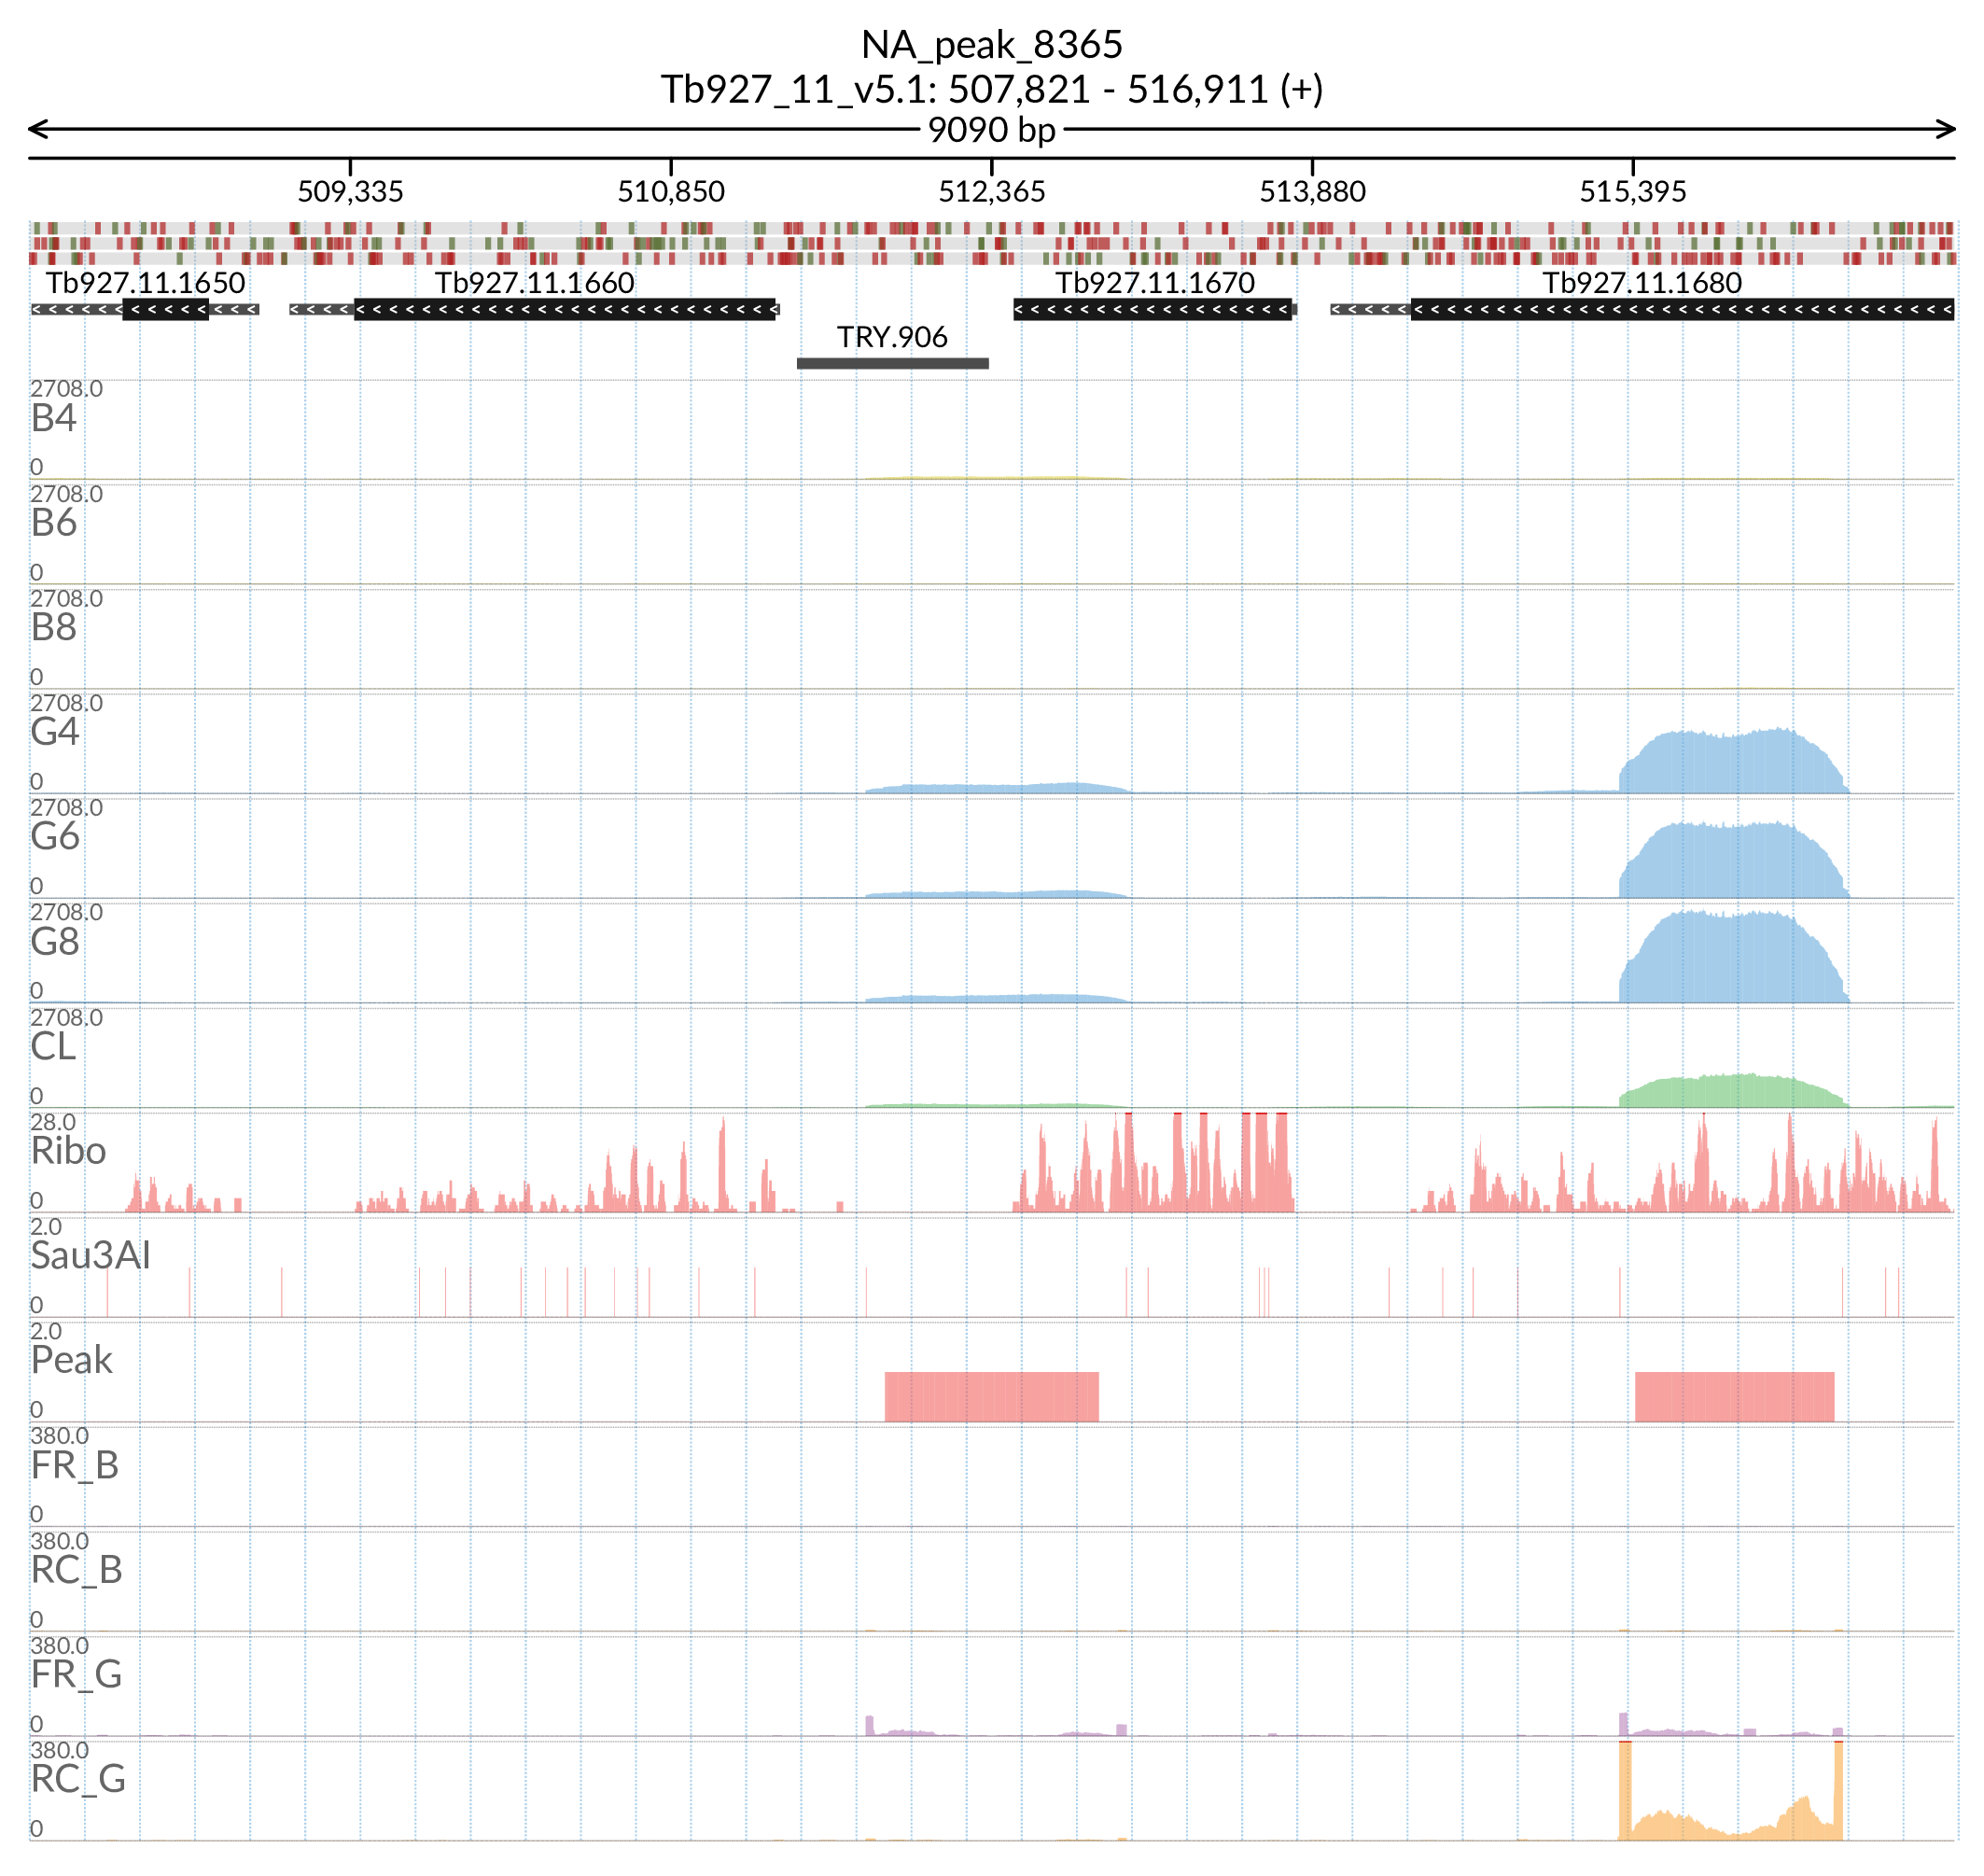 NA_peak_8365
Tb927_11_v5.1: 507,821 - 516,911 (+)
9090 bp
509,335 510,850 512,365 513,880 515,395
Tb927.11.1650 Tb927.11.1660 Tb927.11.1670 Tb927.11.1680
TRY.906
2708.0
B4
0
2708.0
B6
0
2708.0
B8
0
2708.0
G4
0
2708.0
G6
0
2708.0
G8
0
2708.0
CL
0
28.0
Ribo
0
2.0
Sau3AI
0
2.0
Peak
0
380.0
FR_B
0
380.0
RC_B
0
380.0
FR_G
0
380.0
RC_G
0